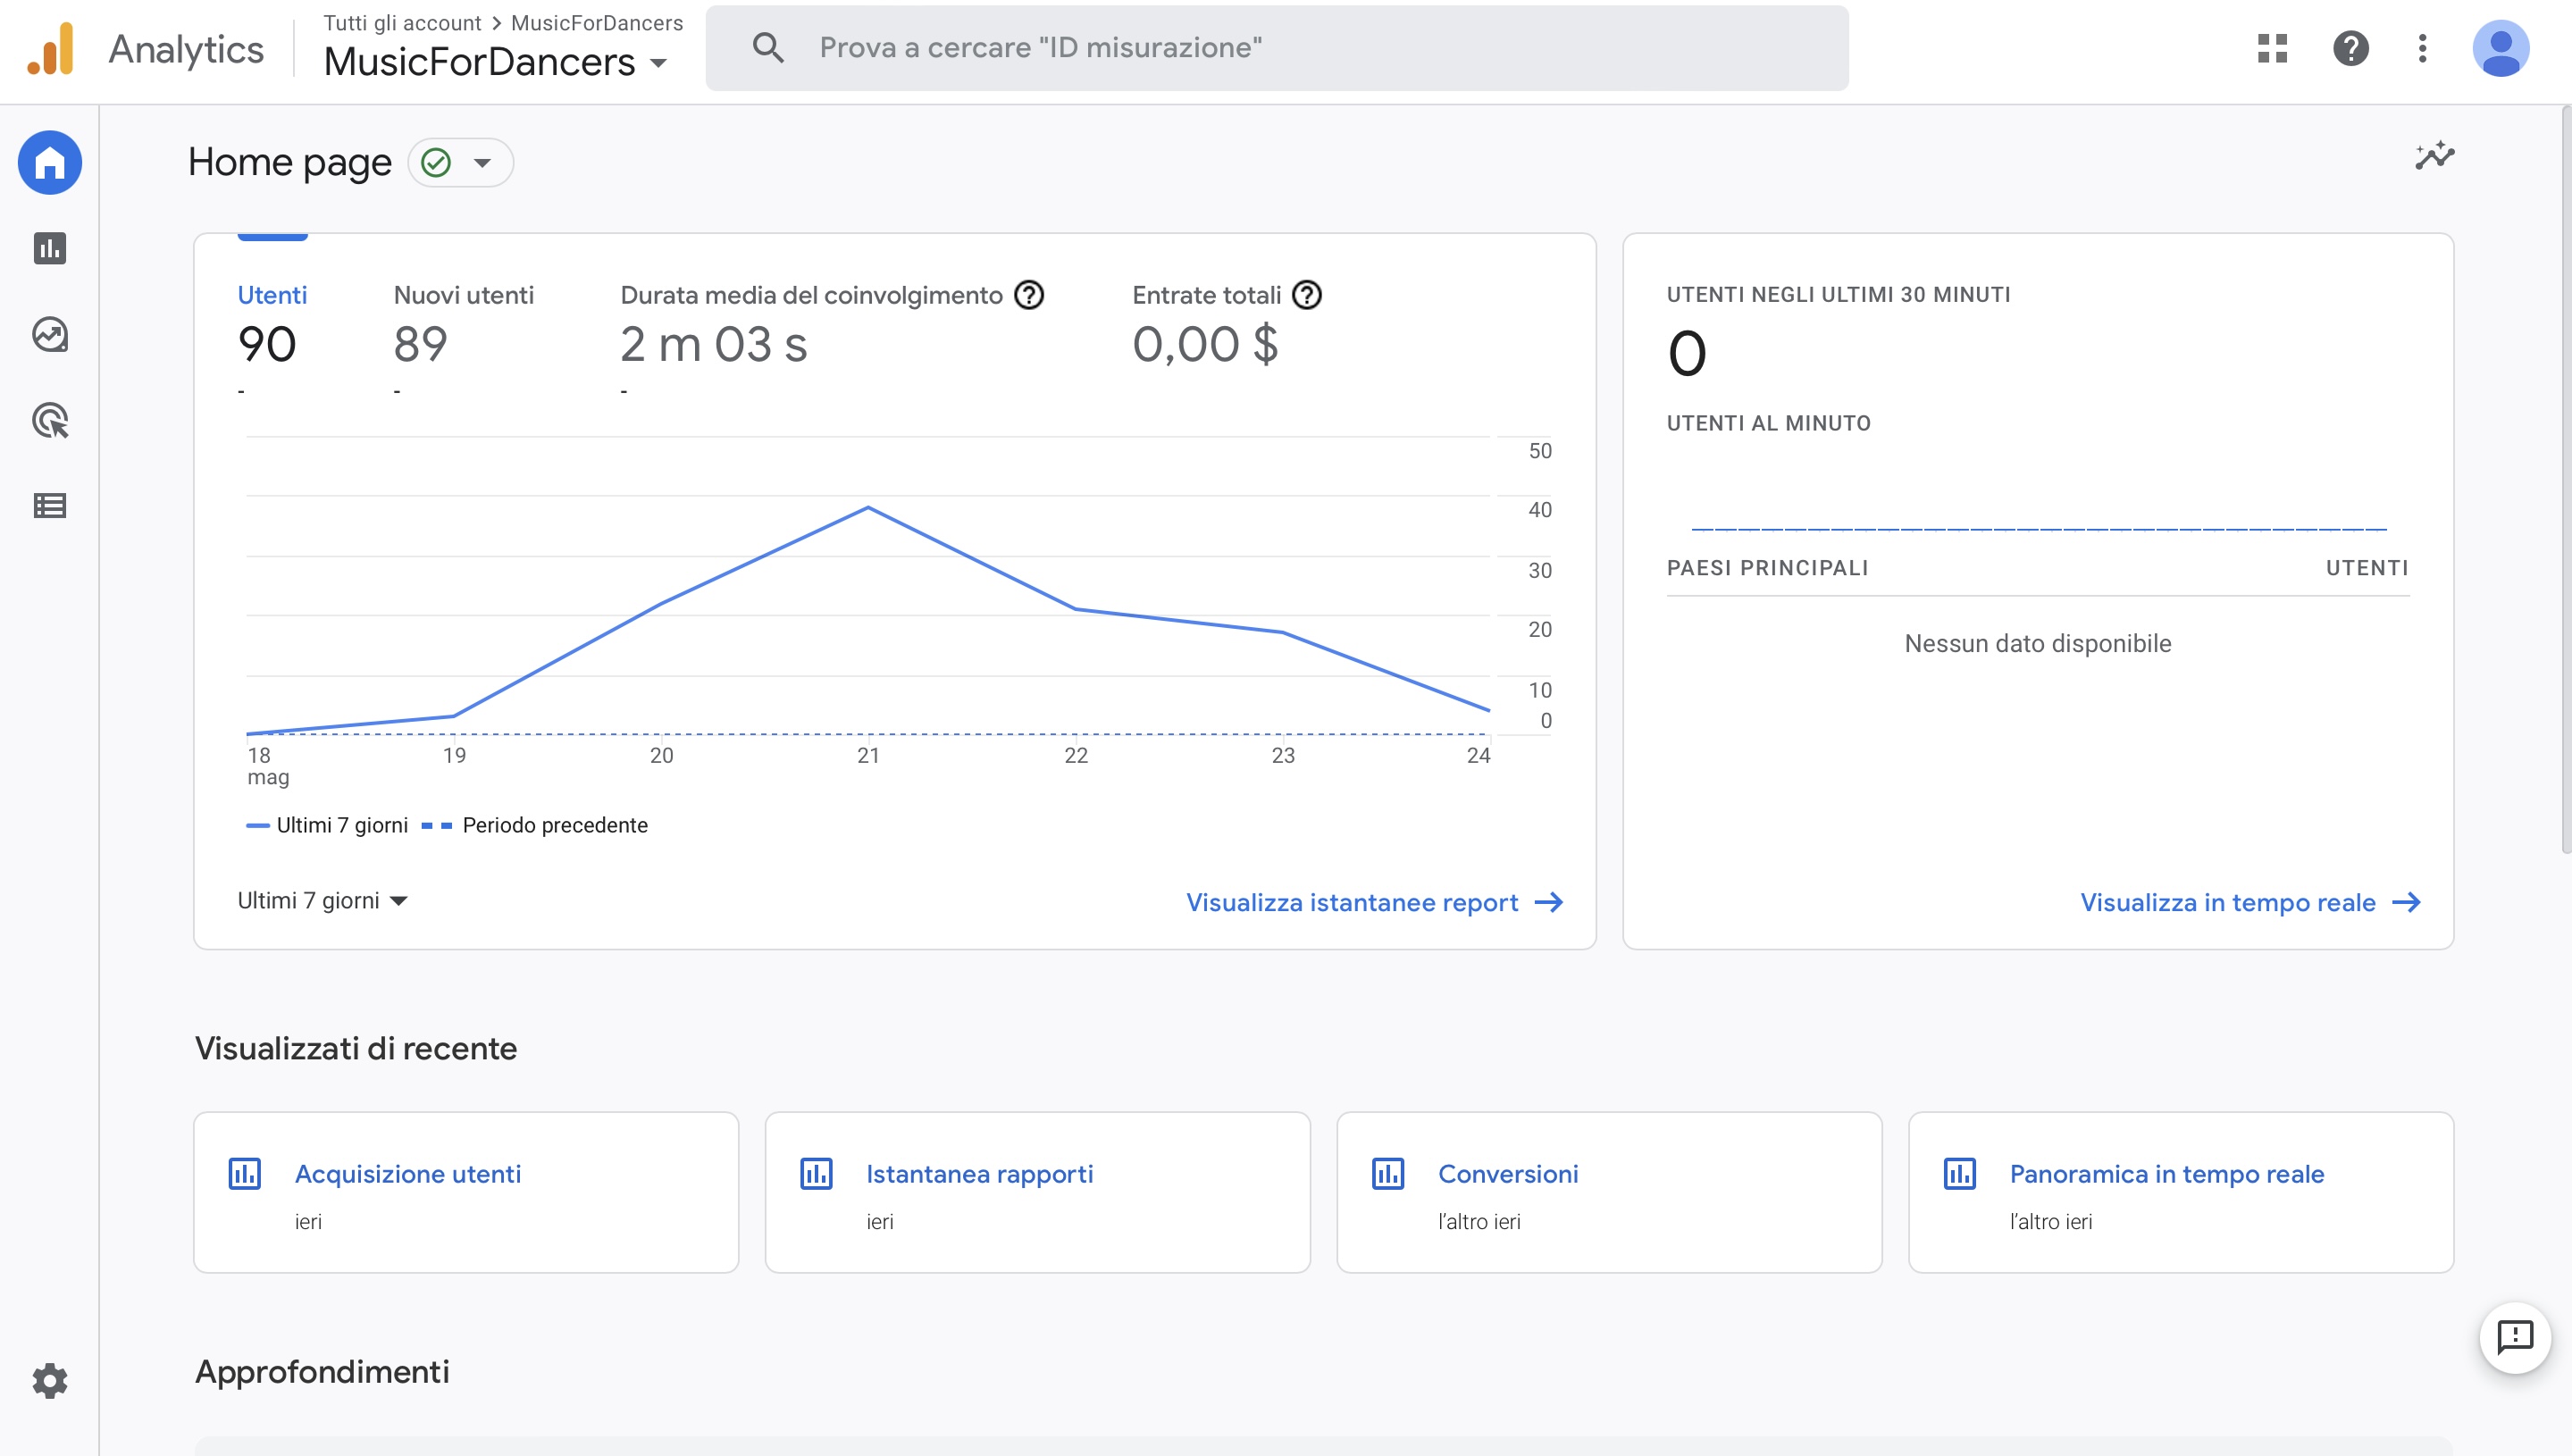 Analytics
Tutti gli account > MusicForDancers
MusicForDancers
Prova a cercare "ID misurazione"
Home page
Utenti
90
-
Nuovi utenti
89
-
Durata media del coinvolgimento
2 m 03 s
-
Entrate totali
0,00 $
50
40
30
20
10
0
18 19 20 21 22 23 24
mag
Ultimi 7 giorni Periodo precedente
Ultimi 7 giorni
Visualizza istantanee report
UTENTI NEGLI ULTIMI 30 MINUTI
0
UTENTI AL MINUTO
PAESI PRINCIPALI UTENTI
Nessun dato disponibile
Visualizza in tempo reale
Visualizzati di recente
Acquisizione utenti
ieri
Istantanea rapporti
ieri
Conversioni
l'altro ieri
Panoramica in tempo reale
l'altro ieri
Approfondimenti